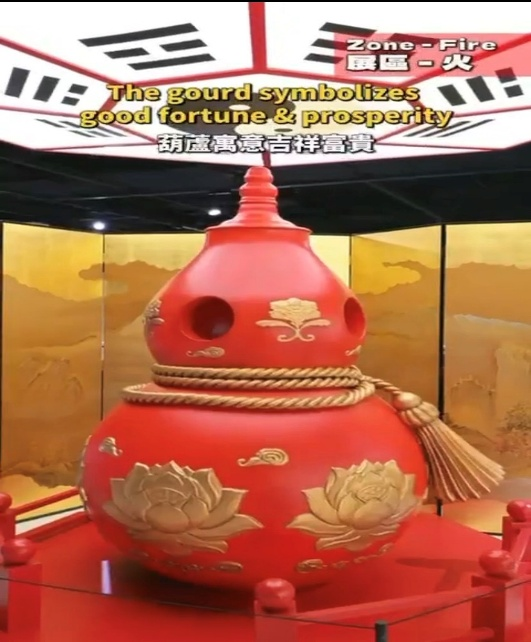 Zone - Fire
展區 - 火
The gourd symbolizes
good fortune & prosperity
葫蘆寓意吉祥富貴